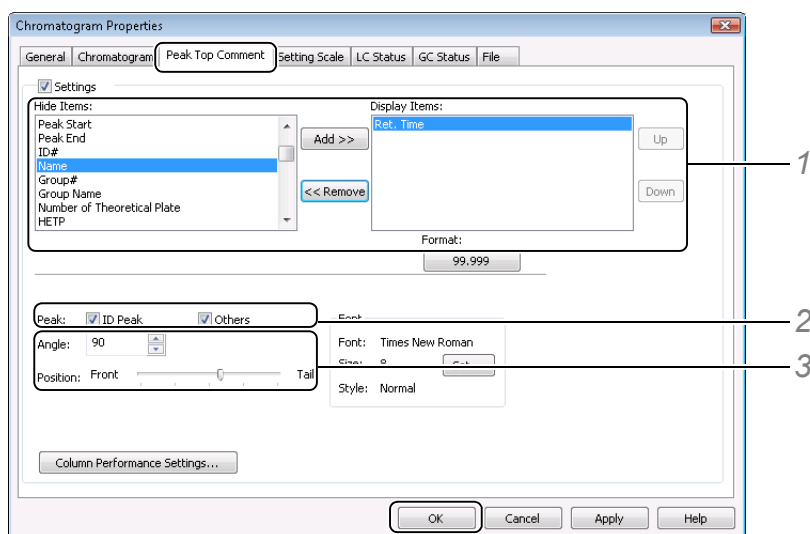 Chromatogram Properties
General Chromatogram Peak Top Comment Setting Scale LC Status GC Status File
Settings
Hide Items: Display Items:
Peak Start
Peak End
ID#
Name
Group#
Group Name
Number of Theoretical Plate
HETP
Add >>
<< Remove
Ret. Time
Up
Down
1
Format:
99.999
Peak: ID Peak Others
2
Angle: 90
Position: Front Tail
3
Font: Times New Roman
Style: Normal
Column Performance Settings...
OK Cancel Apply Help